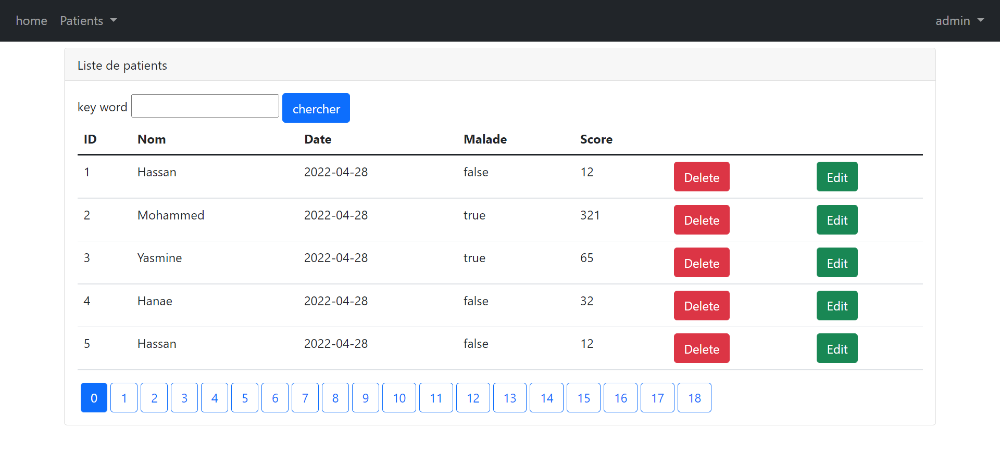 home Patients admin
Liste de patients
key word chercher
ID Nom Date Malade Score
1 Hassan 2022-04-28 false 12 Delete Edit
2 Mohammed 2022-04-28 true 321 Delete Edit
3 Yasmine 2022-04-28 true 65 Delete Edit
4 Hanae 2022-04-28 false 32 Delete Edit
5 Hassan 2022-04-28 false 12 Delete Edit
0 1 2 3 4 5 6 7 8 9 10 11 12 13 14 15 16 17 18